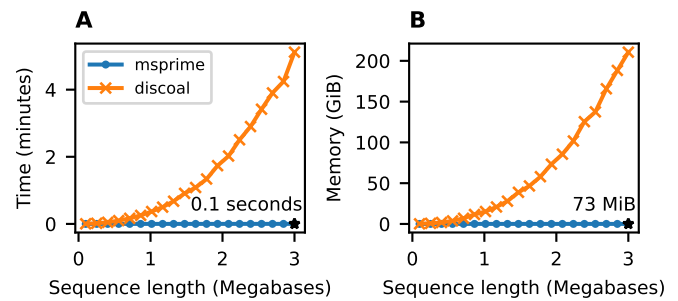 A
msprime
discoal
Time (minutes)
4
2
0
0.1 seconds
0 1 2 3
Sequence length (Megabases)
B
Memory (GiB)
200
150
100
50
0
73 MiB
0 1 2 3
Sequence length (Megabases)